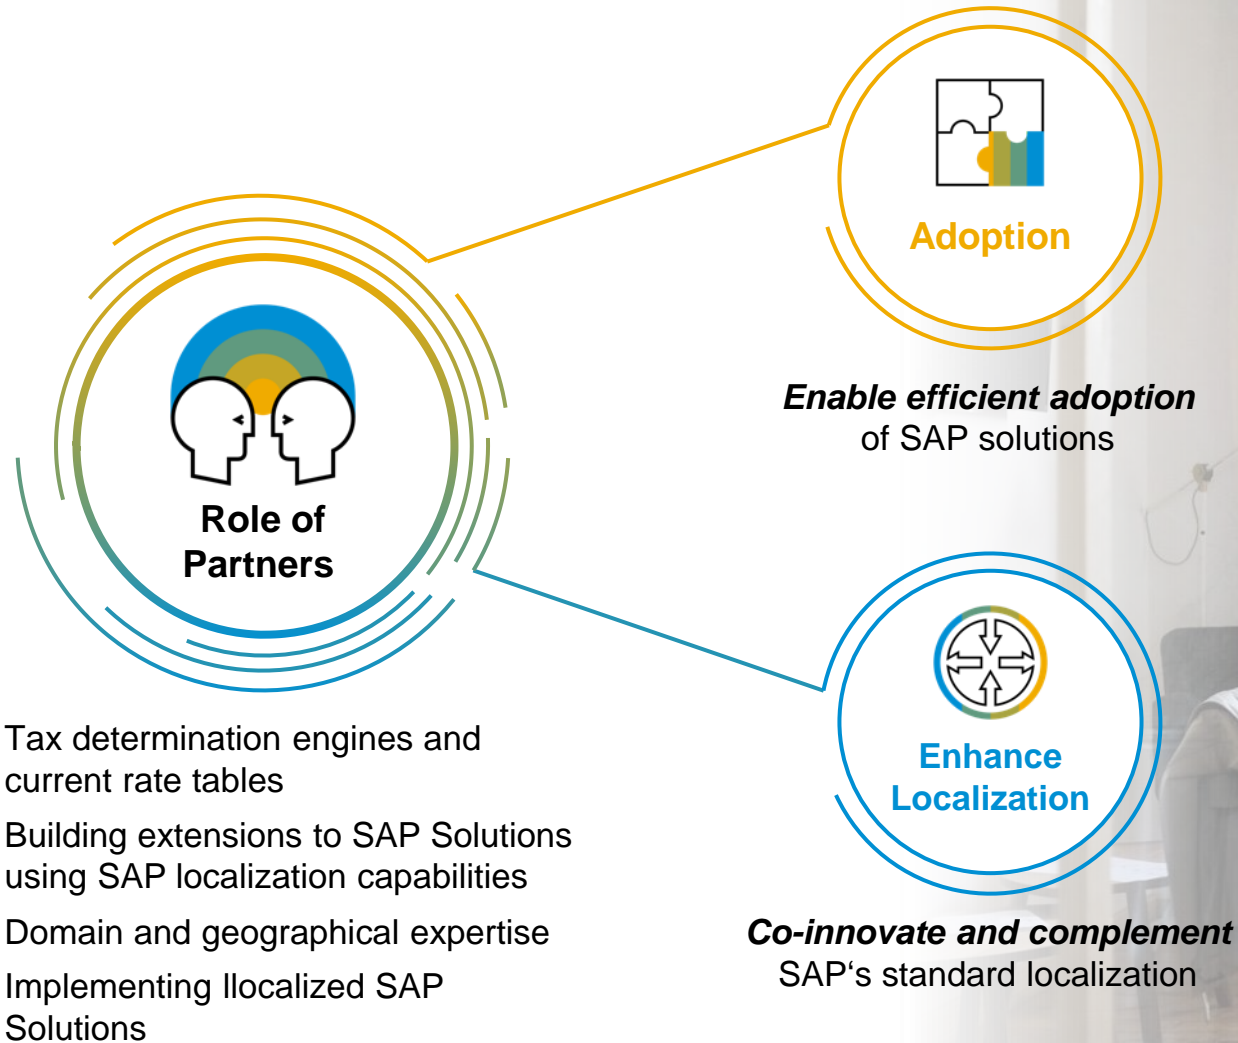 Role of
Partners
Tax determination engines and
current rate tables
Building extensions to SAP Solutions
using SAP localization capabilities
Domain and geographical expertise
Implementing llocalized SAP
Solutions
Adoption
Enable efficient adoption
of SAP solutions
Enhance
Localization
Co-innovate and complement
SAP‘s standard localization